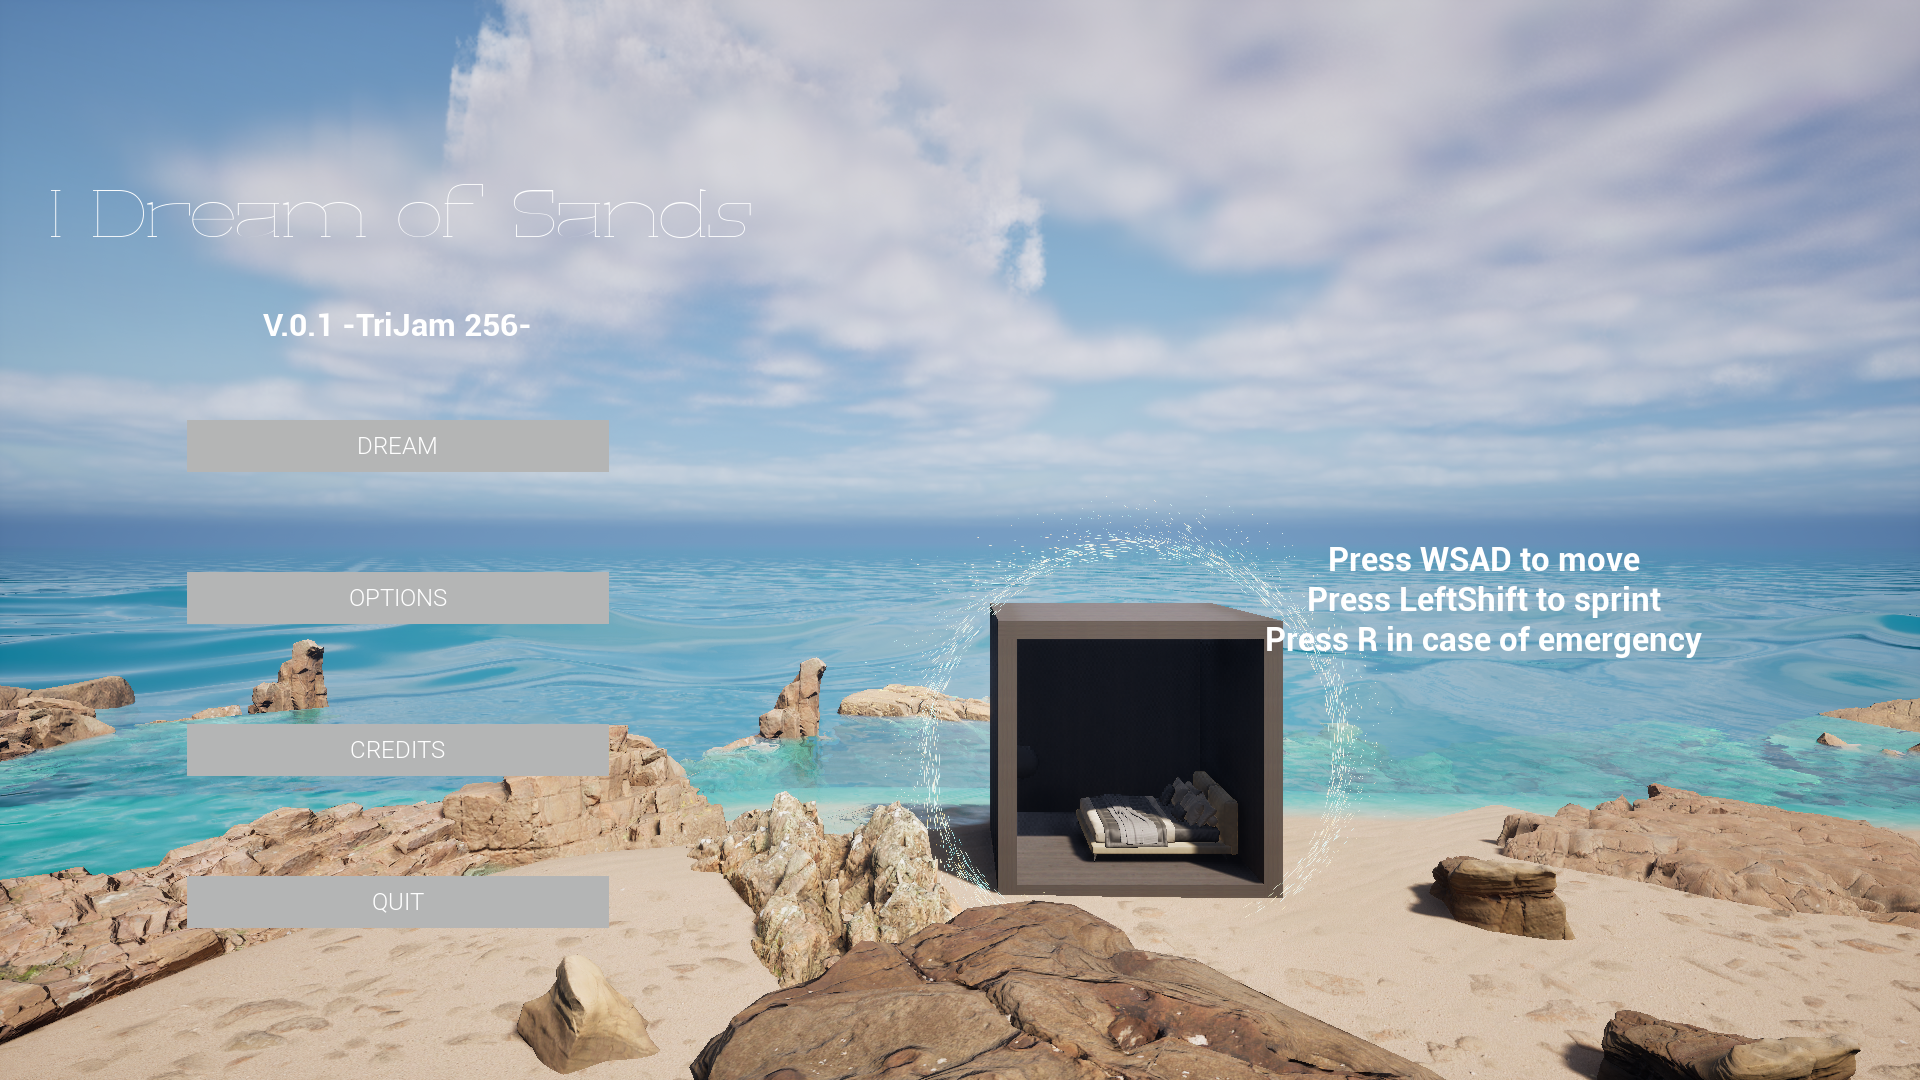 I Dream of Sands
V.0.1 -TriJam 256-
DREAM
OPTIONS
CREDITS
QUIT
Press WSAD to move
Press LeftShift to sprint
Press R in case of emergency